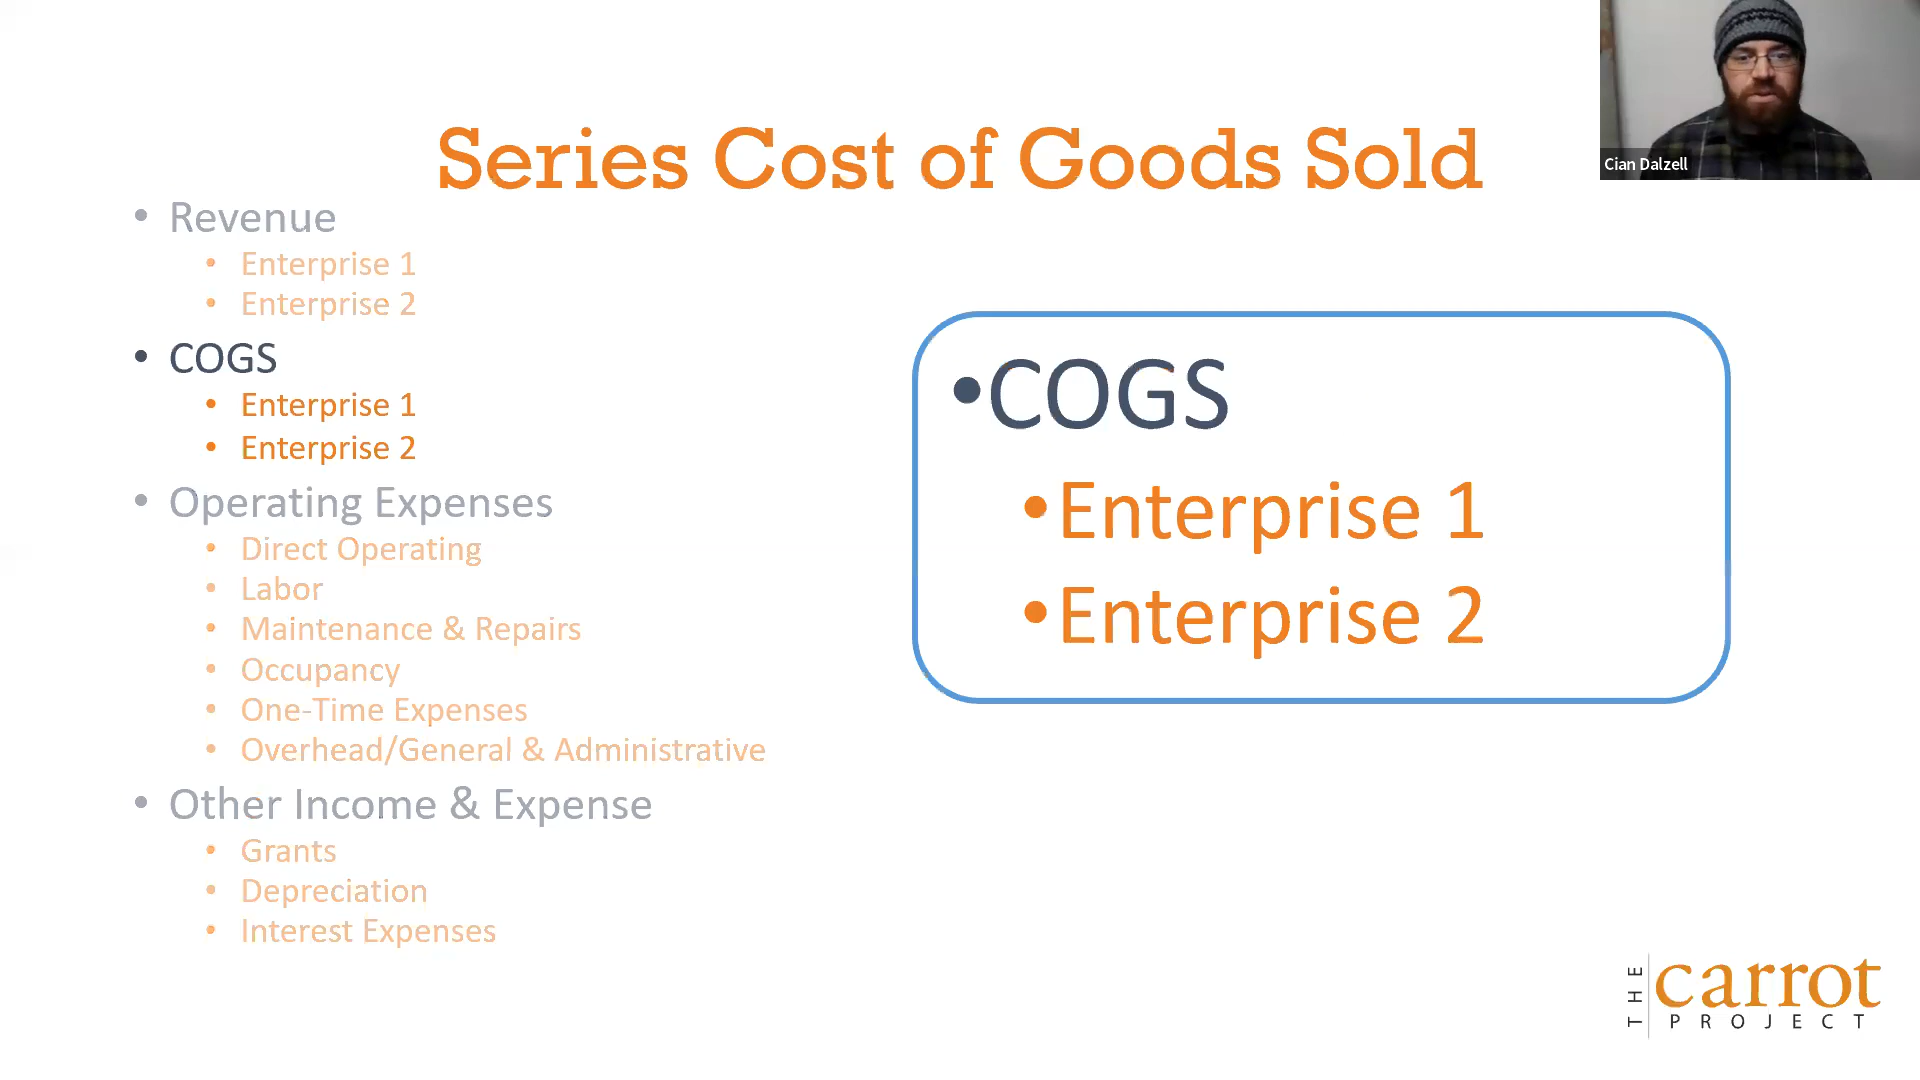 Series Cost of Goods Sold
Cian Dalzell
• Revenue
• Enterprise 1
• Enterprise 2
• COGS
• Enterprise 1
• Enterprise 2
• Operating Expenses
• Direct Operating
• Labor
• Maintenance & Repairs
• Occupancy
• One-Time Expenses
• Overhead/General & Administrative
• Other Income & Expense
• Grants
• Depreciation
• Interest Expenses
•COGS
•Enterprise 1
•Enterprise 2
THE
carrot
PROJECT